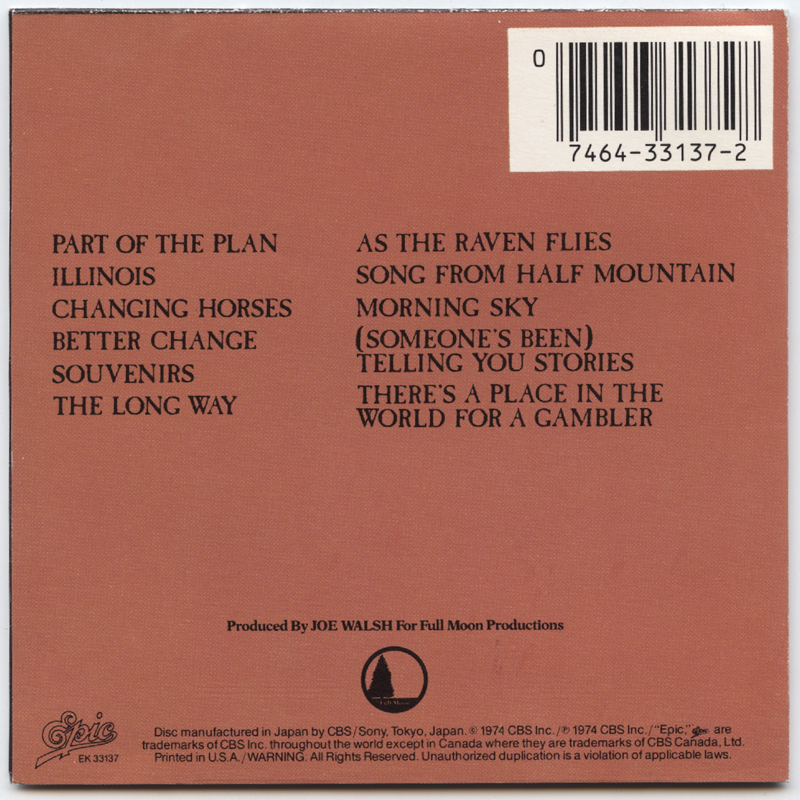 0
7464-33137-2
PART OF THE PLAN
ILLINOIS
CHANGING HORSES
BETTER CHANGE
SOUVENIRS
THE LONG WAY
AS THE RAVEN FLIES
SONG FROM HALF MOUNTAIN
MORNING SKY
(SOMEONE'S BEEN)
TELLING YOU STORIES
THERE'S A PLACE IN THE
WORLD FOR A GAMBLER
Produced By JOE WALSH For Full Moon Productions
Full Moon
Epic
EK 33137
Disc manufactured in Japan by CBS/Sony, Tokyo, Japan. © 1974 CBS Inc./℗ 1974 CBS Inc./"Epic," Epic are
trademarks of CBS Inc. throughout the world except in Canada where they are trademarks of CBS Canada, Ltd.
Printed in U.S.A./WARNING. All Rights Reserved. Unauthorized duplication is a violation of applicable laws.